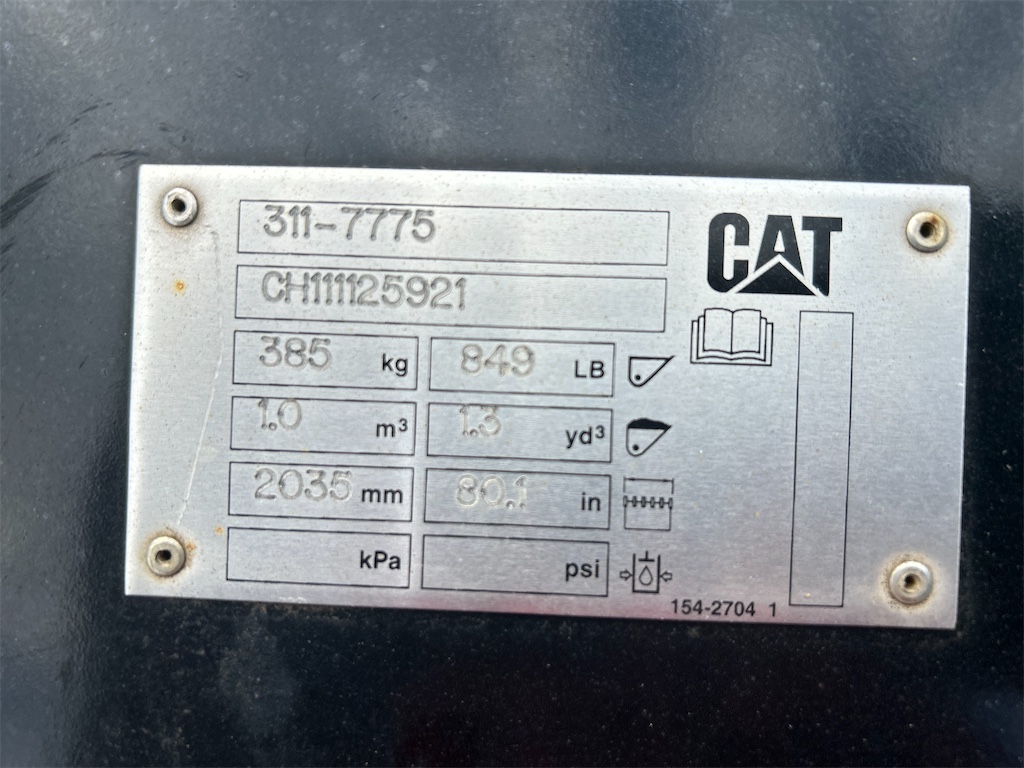 311-7775
CAT
CH111125921
385 kg 849 LB
1.0 m³ 1.3 yd³
2035 mm 80.1 in
kPa psi
154-2704 1